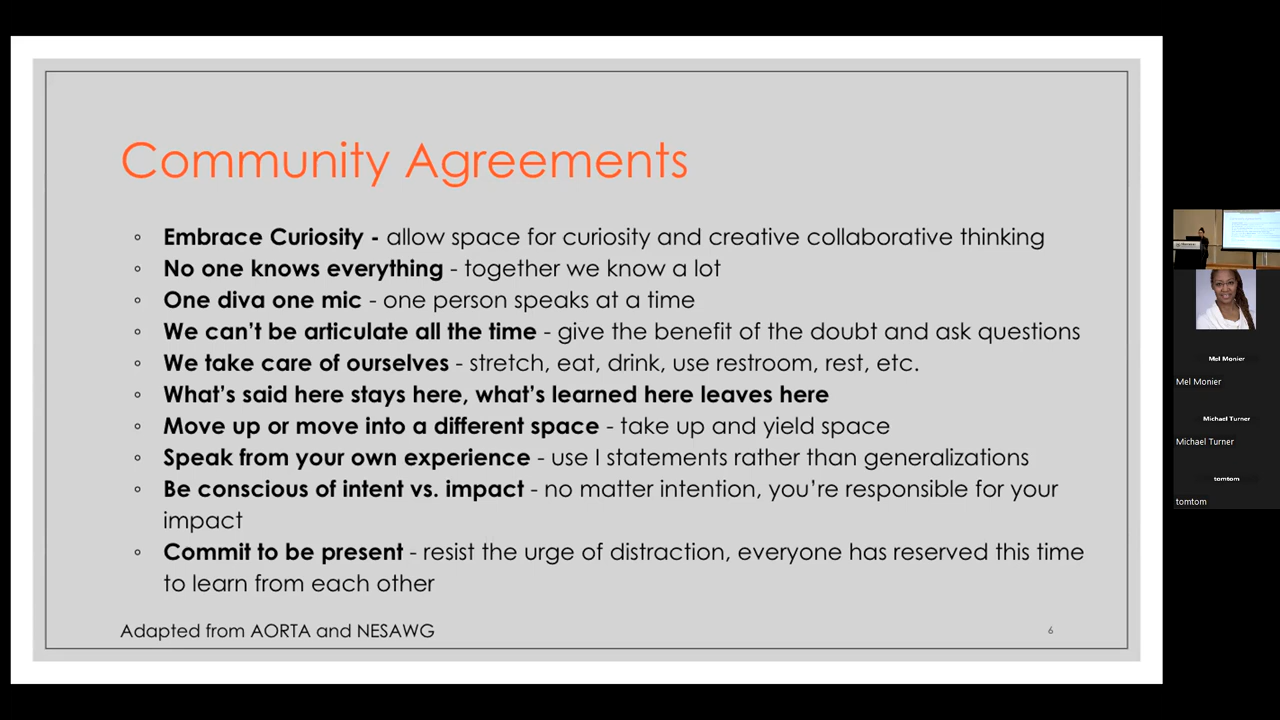 Community Agreements
◦ Embrace Curiosity - allow space for curiosity and creative collaborative thinking
◦ No one knows everything - together we know a lot
◦ One diva one mic - one person speaks at a time
◦ We can’t be articulate all the time - give the benefit of the doubt and ask questions
◦ We take care of ourselves - stretch, eat, drink, use restroom, rest, etc.
◦ What’s said here stays here, what’s learned here leaves here
◦ Move up or move into a different space - take up and yield space
◦ Speak from your own experience - use I statements rather than generalizations
◦ Be conscious of intent vs. impact - no matter intention, you’re responsible for your
impact
◦ Commit to be present - resist the urge of distraction, everyone has reserved this time
to learn from each other
Adapted from AORTA and NESAWG
6
Mel Monier
Mel Monier
Michael Turner
Michael Turner
tomtom
tomtom